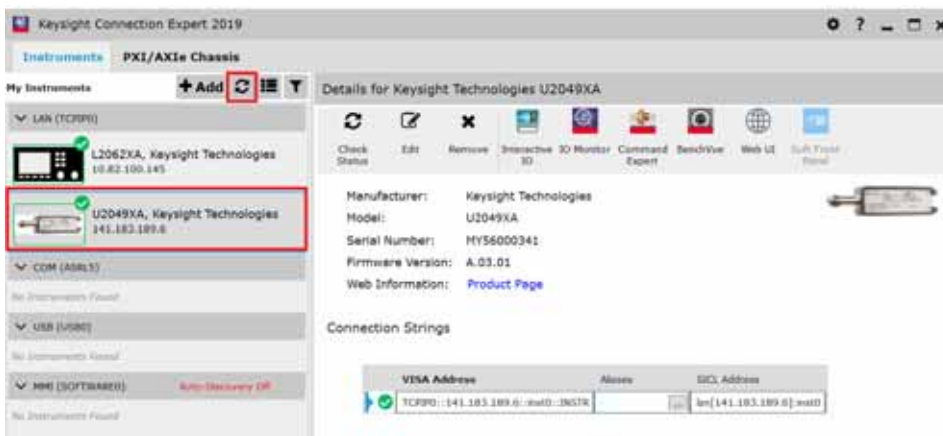 Keysight Connection Expert 2019
Instruments PXI/AXIe Chassis
My Instruments + Add
Details for Keysight Technologies U2049XA
LAN (TCPIP0)
L2062XA, Keysight Technologies
10.82.100.145
U2049XA, Keysight Technologies
141.183.189.6
COM (ASRL5)
No Instruments Found
USB (USB0)
No Instruments Found
MMI (SOFTWARE0) Auto-Discovery Off
No Instruments Found
Check Status
Edit
Remove
Interactive IO
IO Monitor
Command Expert
BenchVue
Web UI
Soft Front Panel
Manufacturer: Keysight Technologies
Model: U2049XA
Serial Number: MY56000341
Firmware Version: A.03.01
Web Information: Product Page
Connection Strings
VISA Address Aliases SICL Address
TCPIP0::141.183.189.6::inst0::INSTR ... lan[141.183.189.6]:inst0